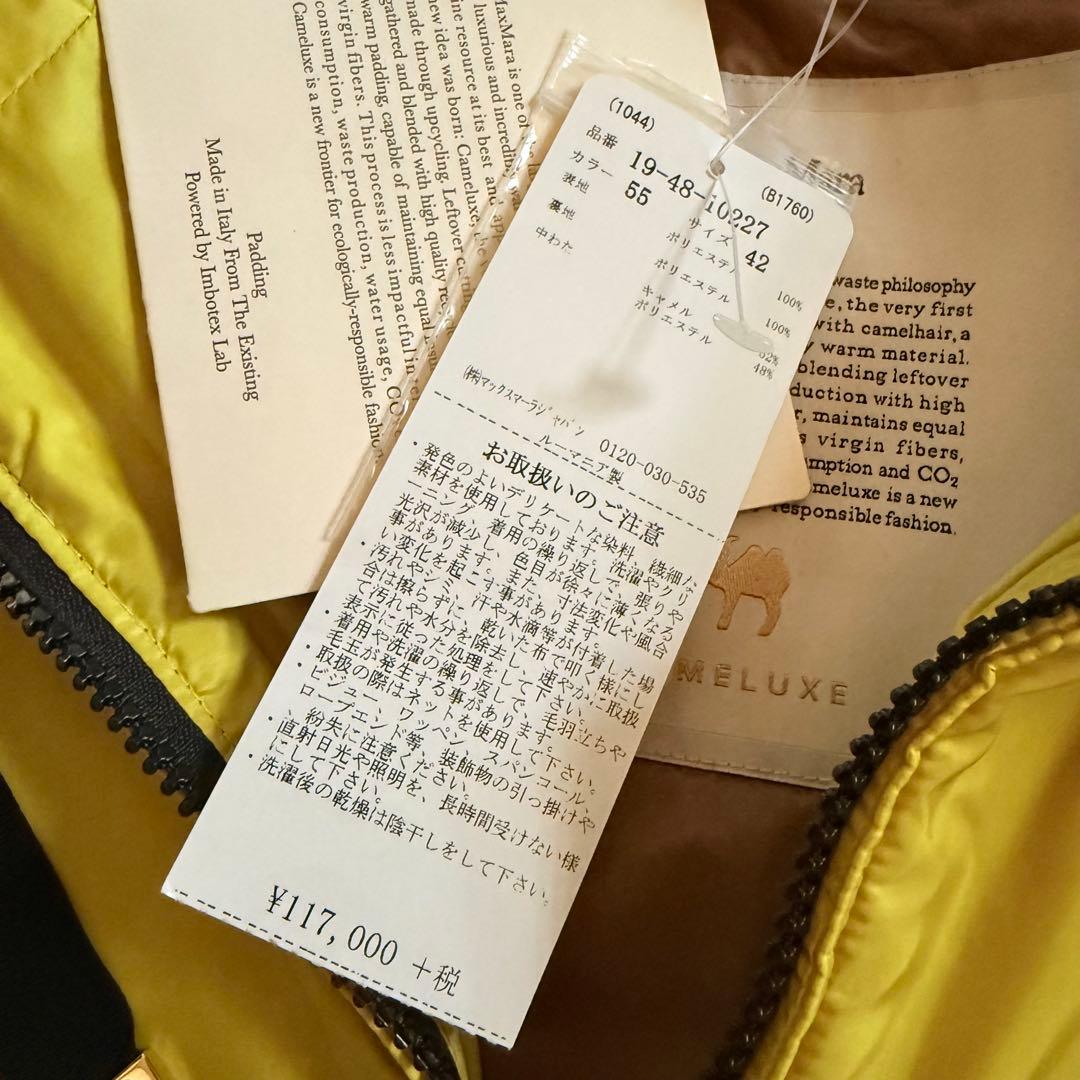 MaxMara is one of the
luxurious and incredibly
ine resource at its best and
new idea was born: Cameluxe, the
made through upcycling. Leftover
gathered and blended with high quality
warm padding, capable of maintaining equal
virgin fibers. This process is less impactful in
consumption, waste production, water usage, CO
Cameluxe is a new frontier for ecologically-responsible fashion
Padding
Made in Italy From The Existing
Powered by Imbotex Lab
(1044)
(B1760)
品番 19-48-10227
カラー 55 サイズ 42
表地 ポリエステル 100%
裏地 ポリエステル 100%
中わた キャメル 52%
ポリエステル 48%
㈱マックスマーラジャパン 0120-030-535
ルーマニア製
お取扱いのご注意
・発色のよいデリケートな染料、繊細な
素材を使用しております。洗濯やクリ
ーニング、着用の繰り返しで、張りや
光沢が減少し、色目が徐々に薄くなる
事があります。また、寸法変化や風合
い変化を起こす事があります。
・汚れやシミ、汗や水滴等が付着した場
合は擦らずに、乾いた布で叩く様にし
て汚れや水分を除去し、速やかに取扱
表示に従った処理をして下さい。
・着用や洗濯の繰り返しで、毛羽立ちや
毛玉が発生する事があります。
・取扱の際はネットを使用して下さい。
・ビジュー、ワッペン、スパンコール、
ロープエンド等、装飾物の引っ掛けや
、紛失に注意ください。
・直射日光や照明を、長時間受けない様
にして下さい。
・洗濯後の乾燥は陰干しをして下さい。
¥117,000 +税
waste philosophy
e, the very first
with camelhair, a
warm material.
blending leftover
duction with high
r, maintains equal
s virgin fibers,
mption and CO₂
meluxe is a new
responsible fashion.
MELUXE